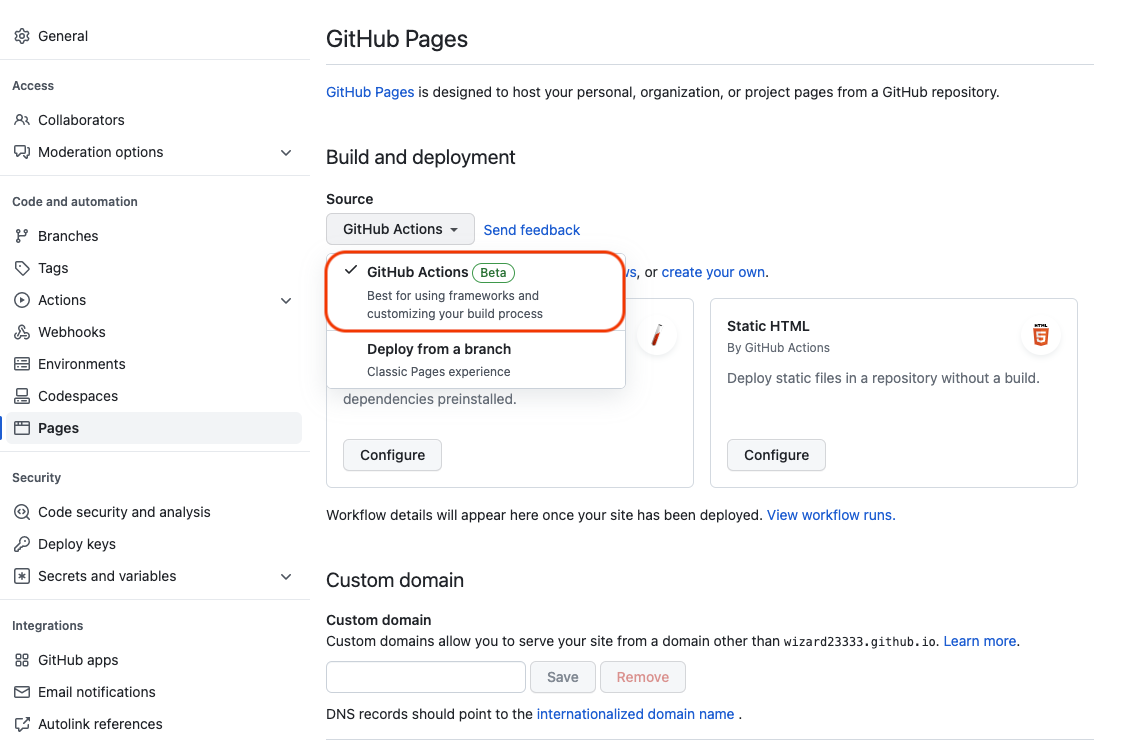 General
Access
Collaborators
Moderation options
Code and automation
Branches
Tags
Actions
Webhooks
Environments
Codespaces
Pages
Security
Code security and analysis
Deploy keys
Secrets and variables
Integrations
GitHub apps
Email notifications
Autolink references
GitHub Pages
GitHub Pages is designed to host your personal, organization, or project pages from a GitHub repository.
Build and deployment
Source
GitHub Actions
Send feedback
GitHub Actions Beta
Best for using frameworks and
customizing your build process
Deploy from a branch
Classic Pages experience
, or create your own.
dependencies preinstalled.
Configure
Static HTML
By GitHub Actions
HTML
5
Deploy static files in a repository without a build.
Configure
Workflow details will appear here once your site has been deployed. View workflow runs.
Custom domain
Custom domain
Custom domains allow you to serve your site from a domain other than wizard23333.github.io. Learn more.
Save
Remove
DNS records should point to the internationalized domain name .